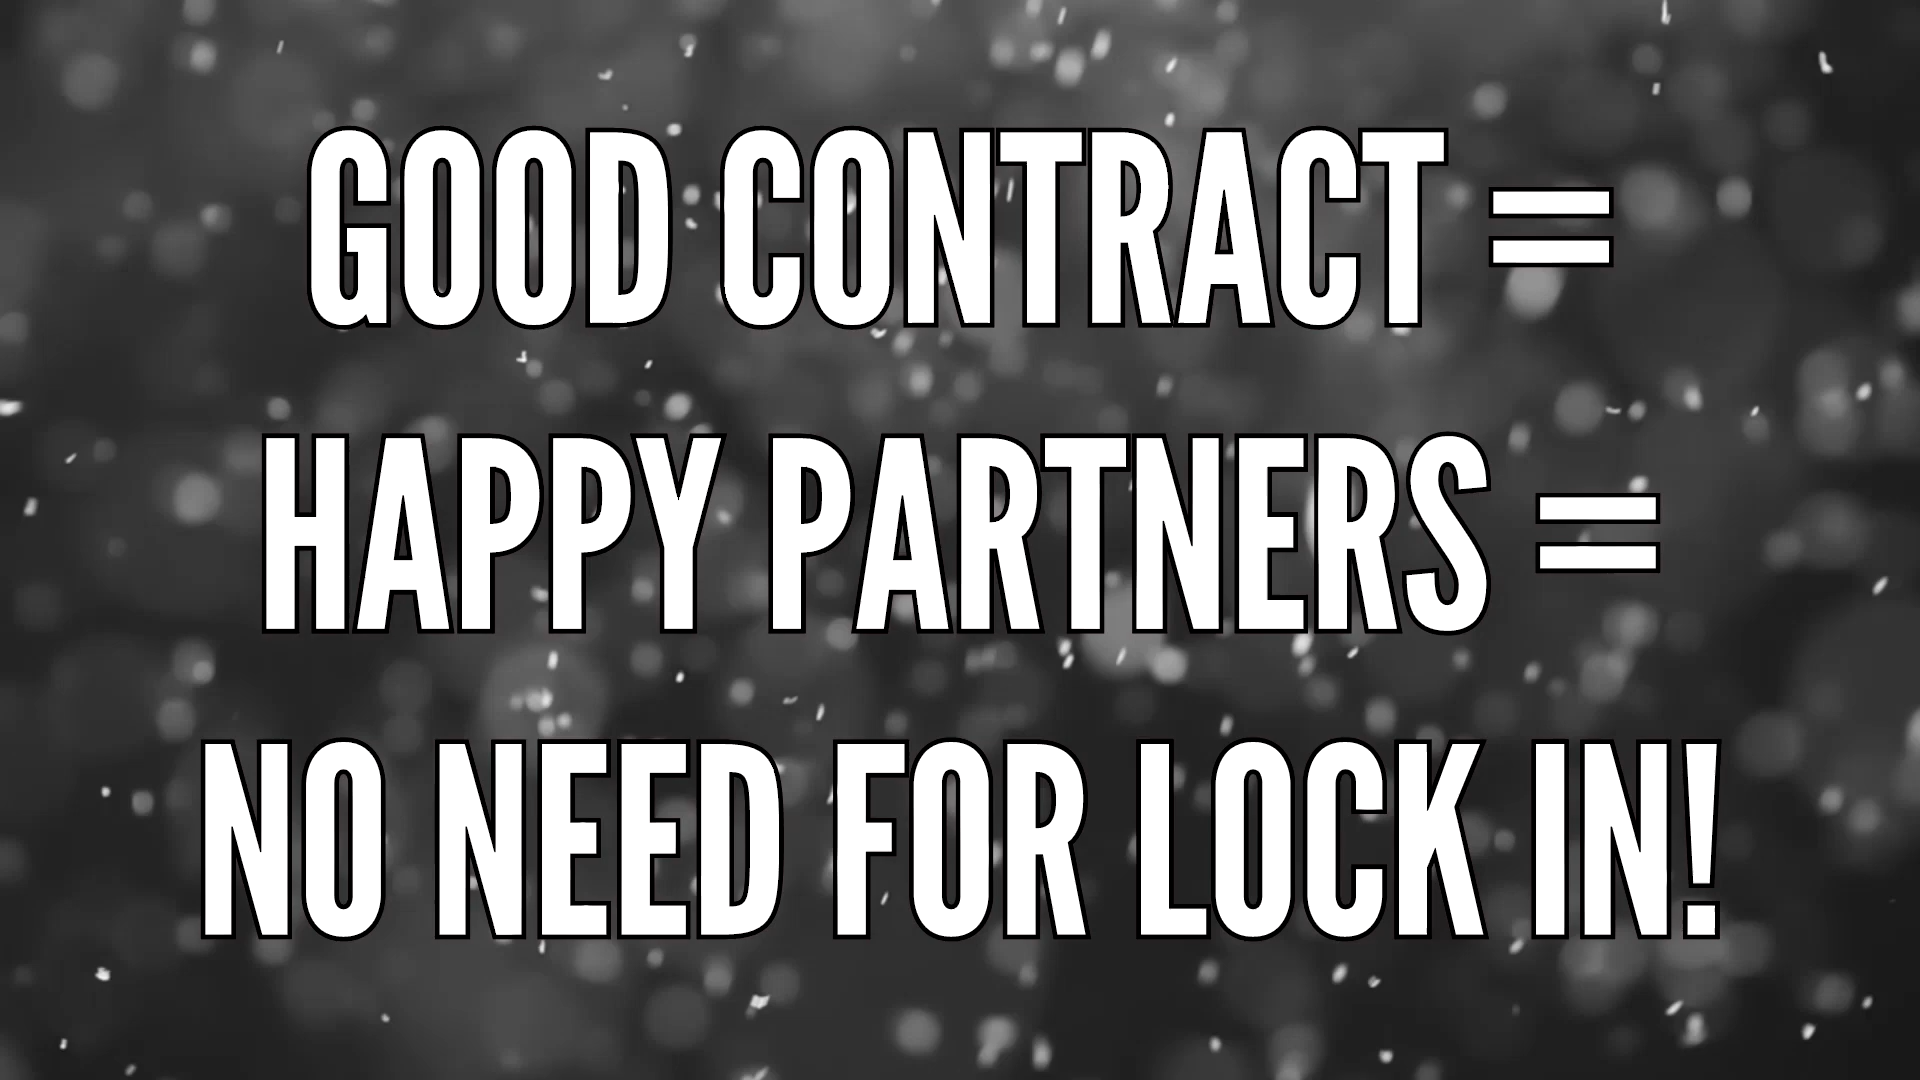 GOOD CONTRACT =
HAPPY PARTNERS =
NO NEED FOR LOCK IN!